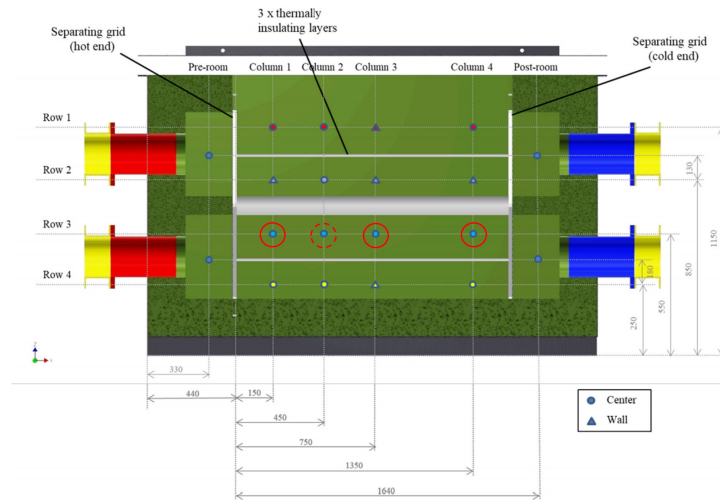 3 x thermally
insulating layers
Separating grid
(hot end)
Separating grid
(cold end)
Pre-room
Column 1
Column 2
Column 3
Column 4
Post-room
Row 1
Row 2
Row 3
Row 4
130
180
250
550
850
1150
330
440
150
450
750
1350
1640
Center
Wall